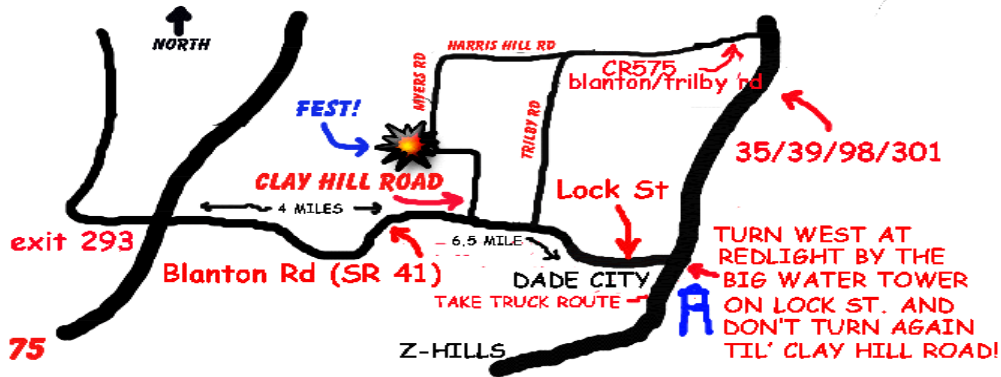 NORTH
HARRIS HILL RD
MYERS RD
CR575
blanton/trilby rd
FEST!
TRILBY RD
35/39/98/301
CLAY HILL ROAD
Lock St
4 MILES
exit 293
6.5 MILE
Blanton Rd (SR 41)
DADE CITY
TAKE TRUCK ROUTE
TURN WEST AT
REDLIGHT BY THE
BIG WATER TOWER
ON LOCK ST. AND
DON'T TURN AGAIN
TIL' CLAY HILL ROAD!
75
Z-HILLS